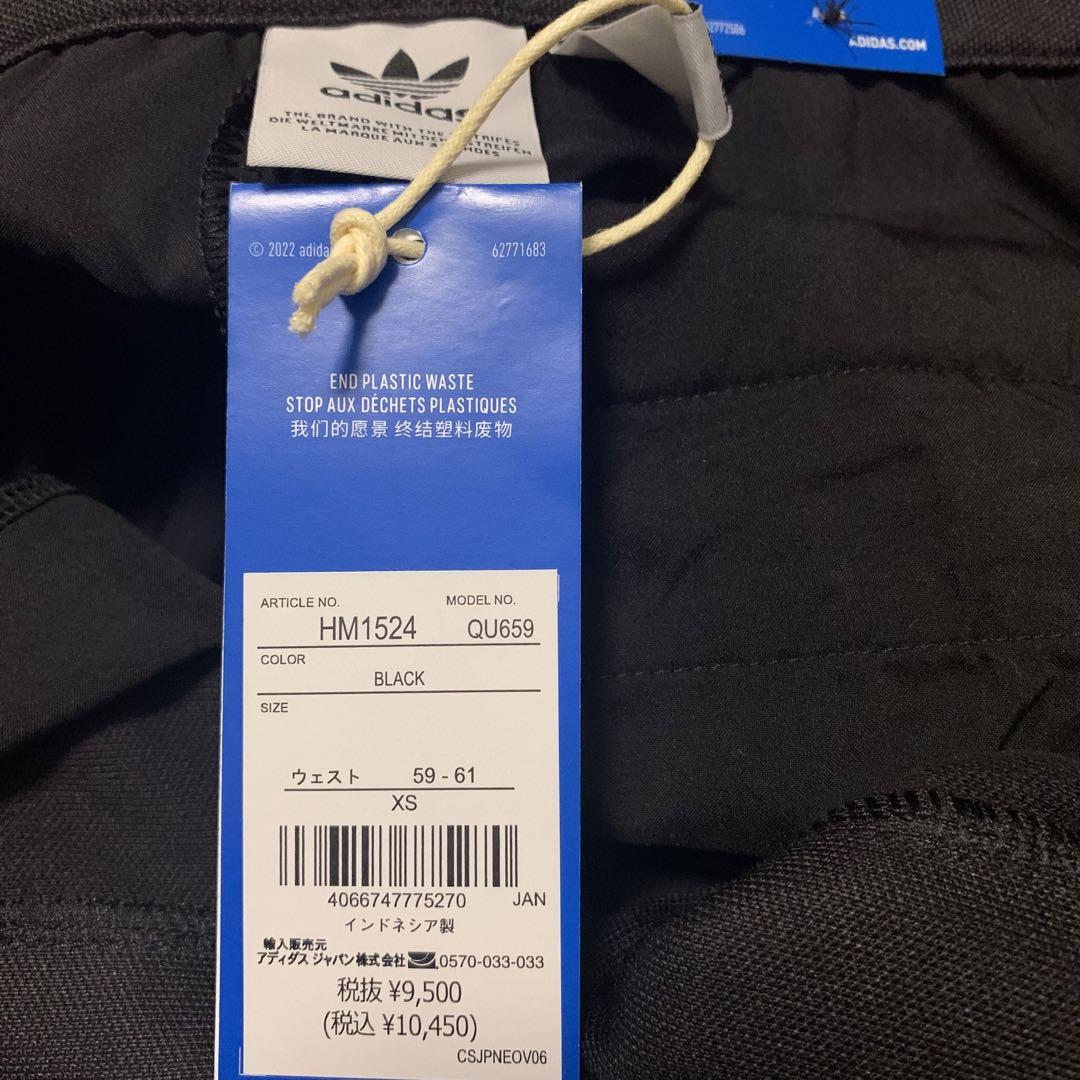 ADIDAS.COM
adidas
THE BRAND WITH THE STRIPES
DIE WELTMARKE MIT DEN STREIFEN
LA MARQUE AUX 3
© 2022 adidas
62771683
END PLASTIC WASTE
STOP AUX DÉCHETS PLASTIQUES
我们的愿景 终结塑料废物
ARTICLE NO. MODEL NO.
HM1524 QU659
COLOR
BLACK
SIZE
ウェスト 59 - 61
XS
4066747775270 JAN
インドネシア製
輸入販売元
アディダス ジャパン株式会社 0570-033-033
税抜 ¥9,500
(税込 ¥10,450)
CSJPNEOV06